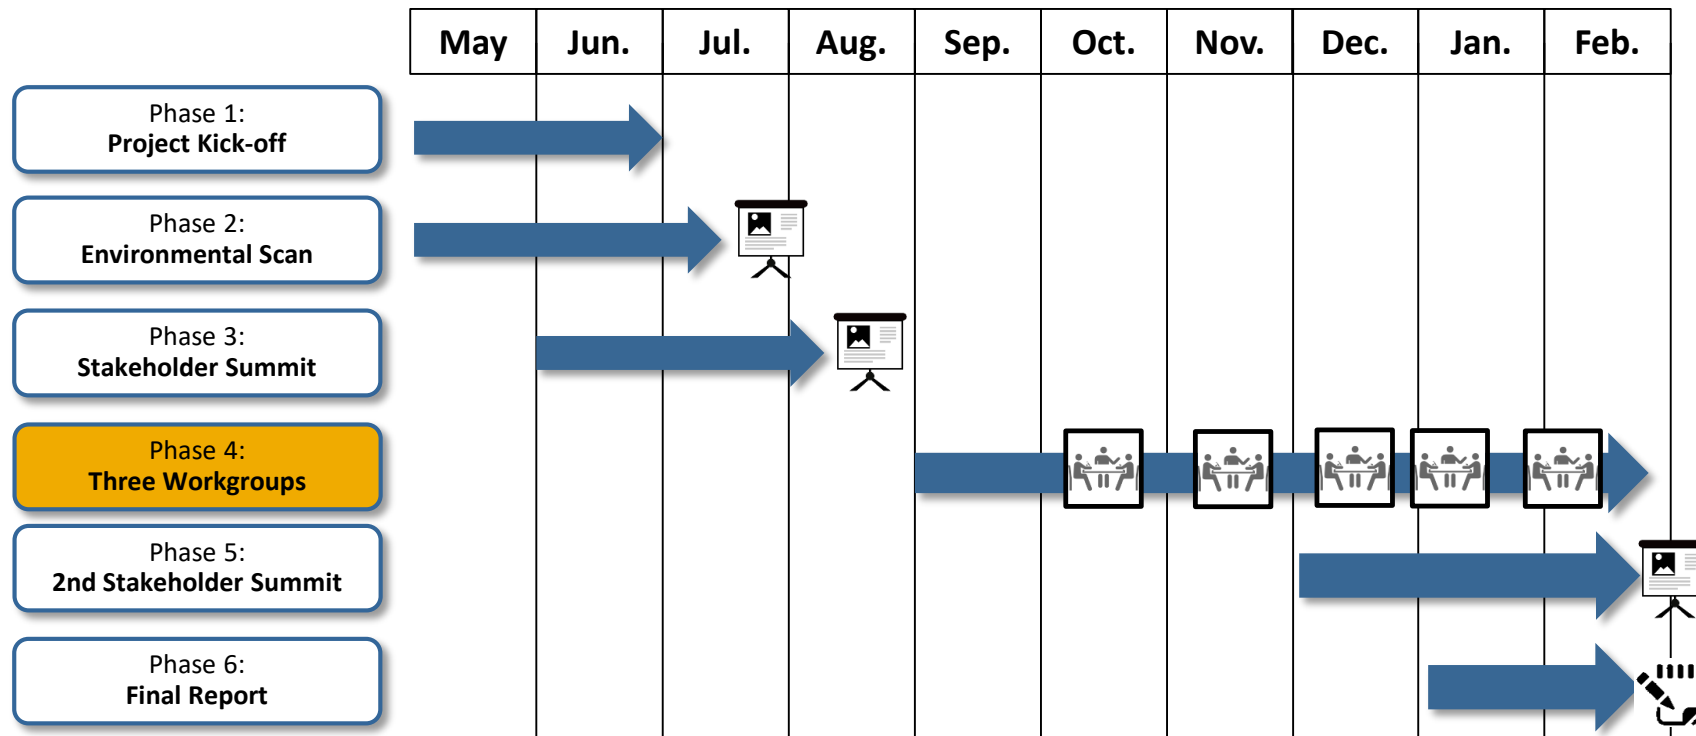 May Jun. Jul. Aug. Sep. Oct. Nov. Dec. Jan. Feb.
Phase 1:
Project Kick-off
Phase 2:
Environmental Scan
Phase 3:
Stakeholder Summit
Phase 4:
Three Workgroups
Phase 5:
2nd Stakeholder Summit
Phase 6:
Final Report